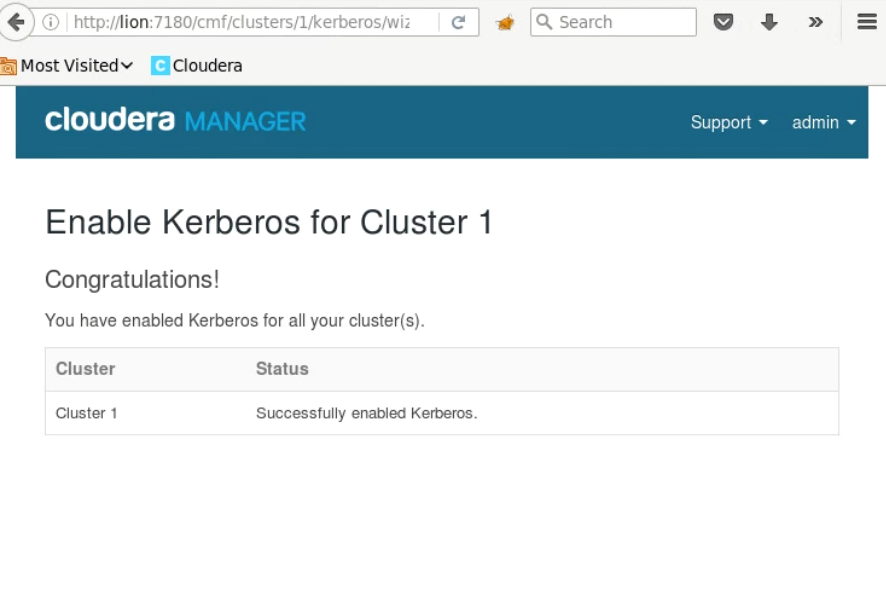 http://lion:7180/cmf/clusters/1/kerberos/wiz
Search
Most Visited
C Cloudera
cloudera MANAGER
Support admin
Enable Kerberos for Cluster 1
Congratulations!
You have enabled Kerberos for all your cluster(s).
Cluster Status
Cluster 1 Successfully enabled Kerberos.